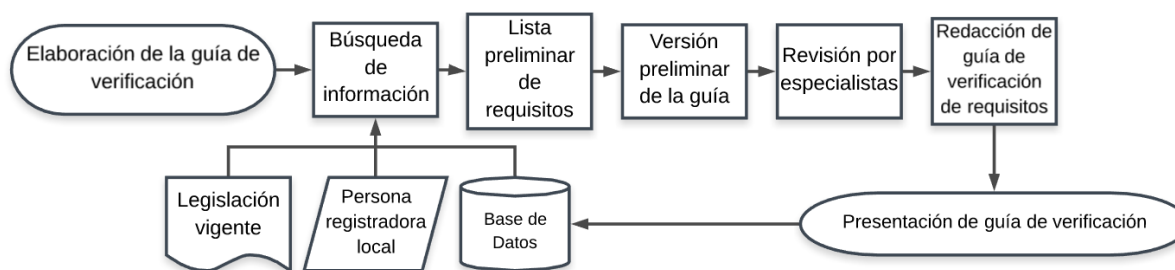 Elaboración de la guía de
verificación
Búsqueda
de
información
Lista
preliminar
de
requisitos
Versión
preliminar
de la guía
Revisión por
especialistas
Redacción de
guía de
verificación
de requisitos
Legislación
vigente
Persona
registradora
local
Base de
Datos
Presentación de guía de verificación